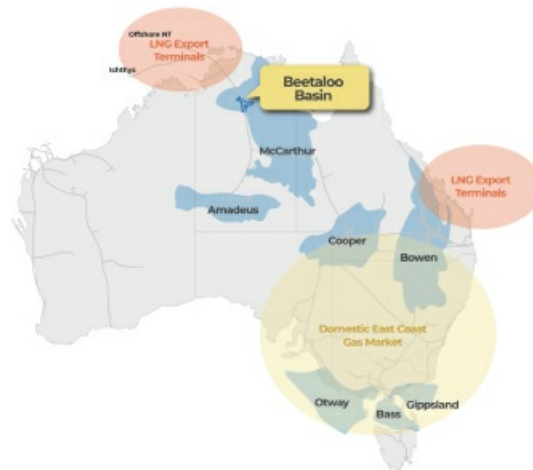 Offshore NT
LNG Export
Terminals
Ichthys
Beetaloo
Basin
McCarthur
LNG Export
Terminals
Amadeus
Cooper
Bowen
Domestic East Coast
Gas Market
Otway
Bass
Gippsland